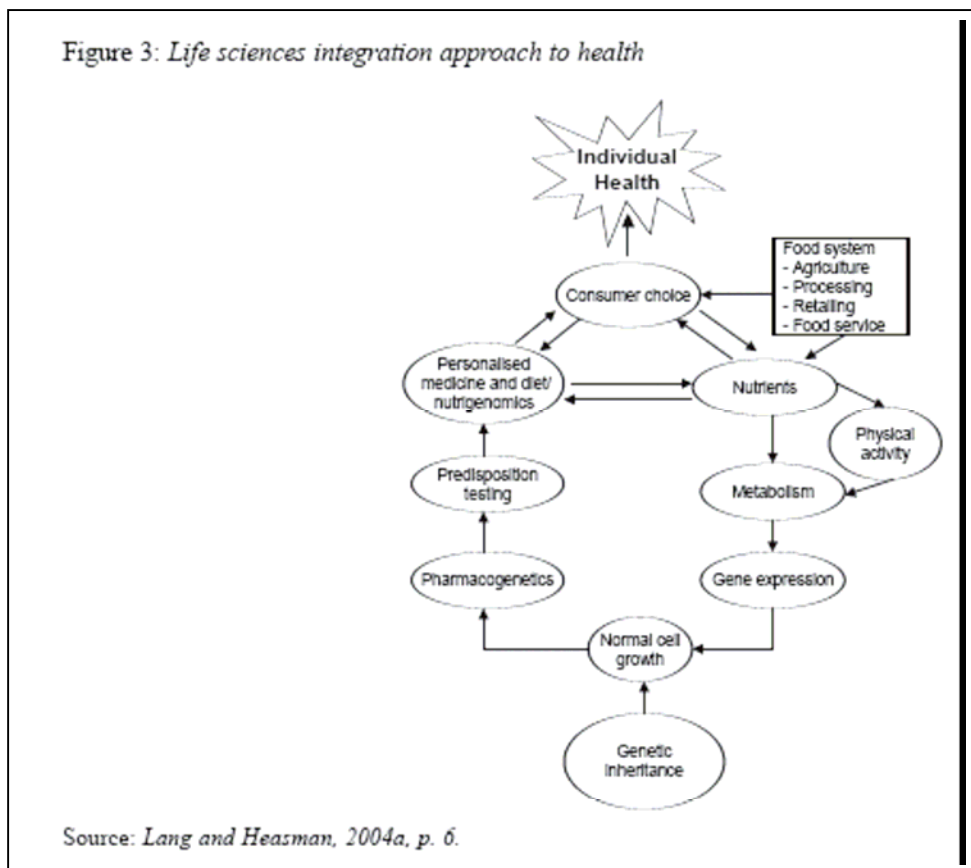 Figure 3: Life sciences integration approach to health
Individual
Health
Food system
- Agriculture
- Processing
- Retailing
- Food service
Consumer choice
Personalised
medicine and diet/
nutrigenomics
Nutrients
Physical
activity
Predisposition
testing
Metabolism
Pharmacogenetics
Gene expression
Normal cell
growth
Genetic
inheritance
Source: Lang and Heasman, 2004a, p. 6.